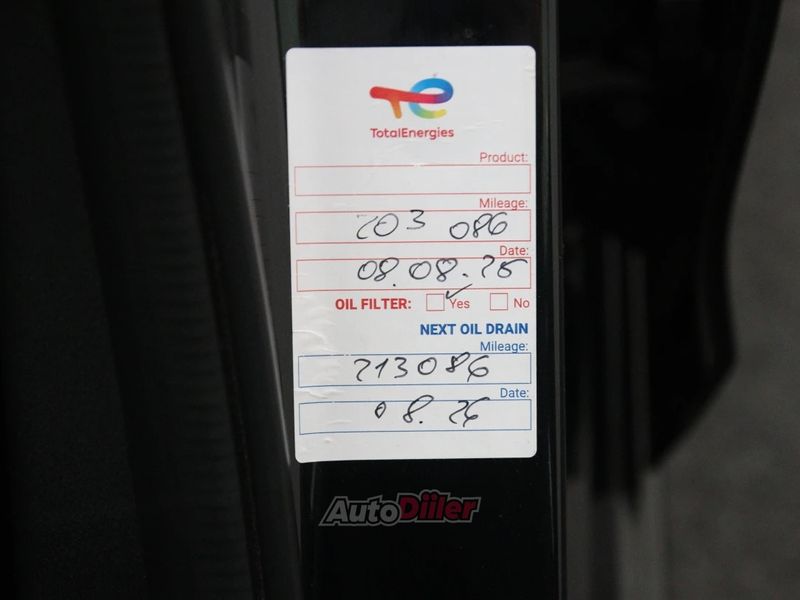 TotalEnergies
Product:
Mileage:
203 086
Date:
08.08.25
OIL FILTER: Yes No
NEXT OIL DRAIN
Mileage:
213086
Date:
08.26
AutoDiiler